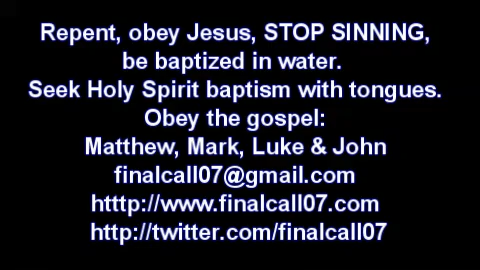 Repent, obey Jesus, STOP SINNING,
be baptized in water.
Seek Holy Spirit baptism with tongues.
Obey the gospel:
Matthew, Mark, Luke & John
finalcall07@gmail.com
htttp://www.finalcall07.com
http://twitter.com/finalcall07